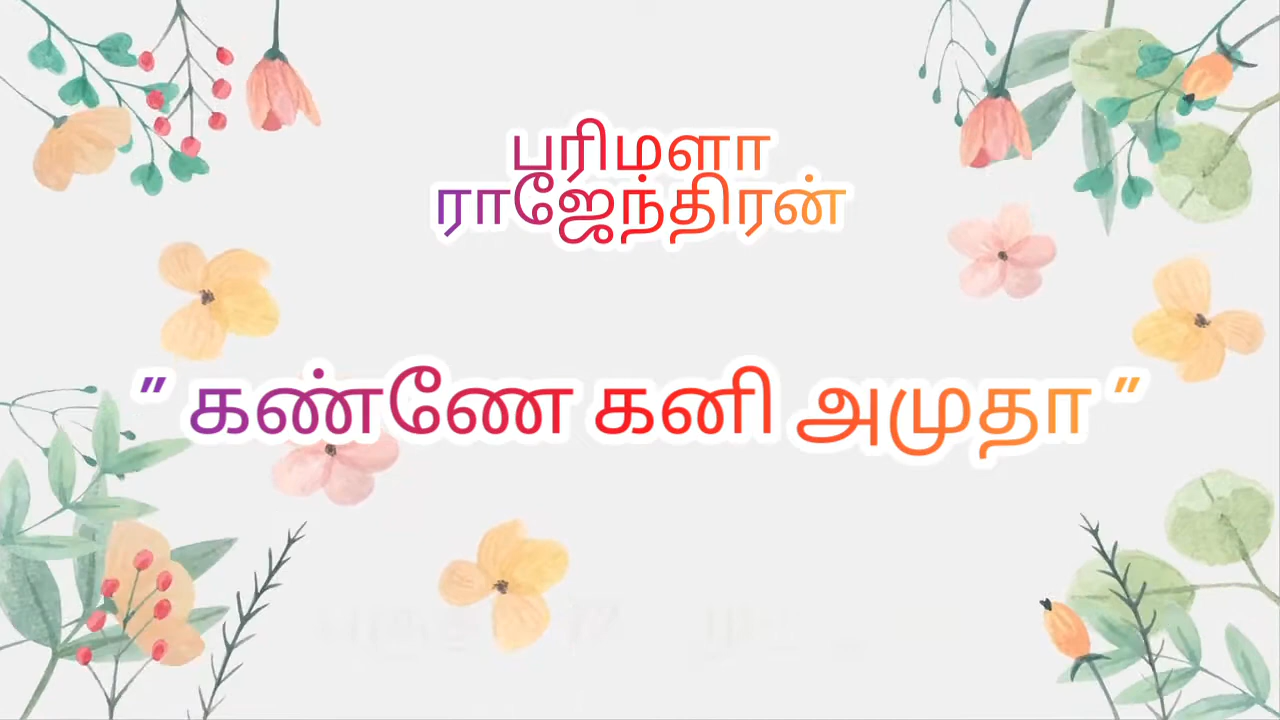 பரிமளா
ராஜேந்திரன்
" கண்ணே கனி அமுதா "